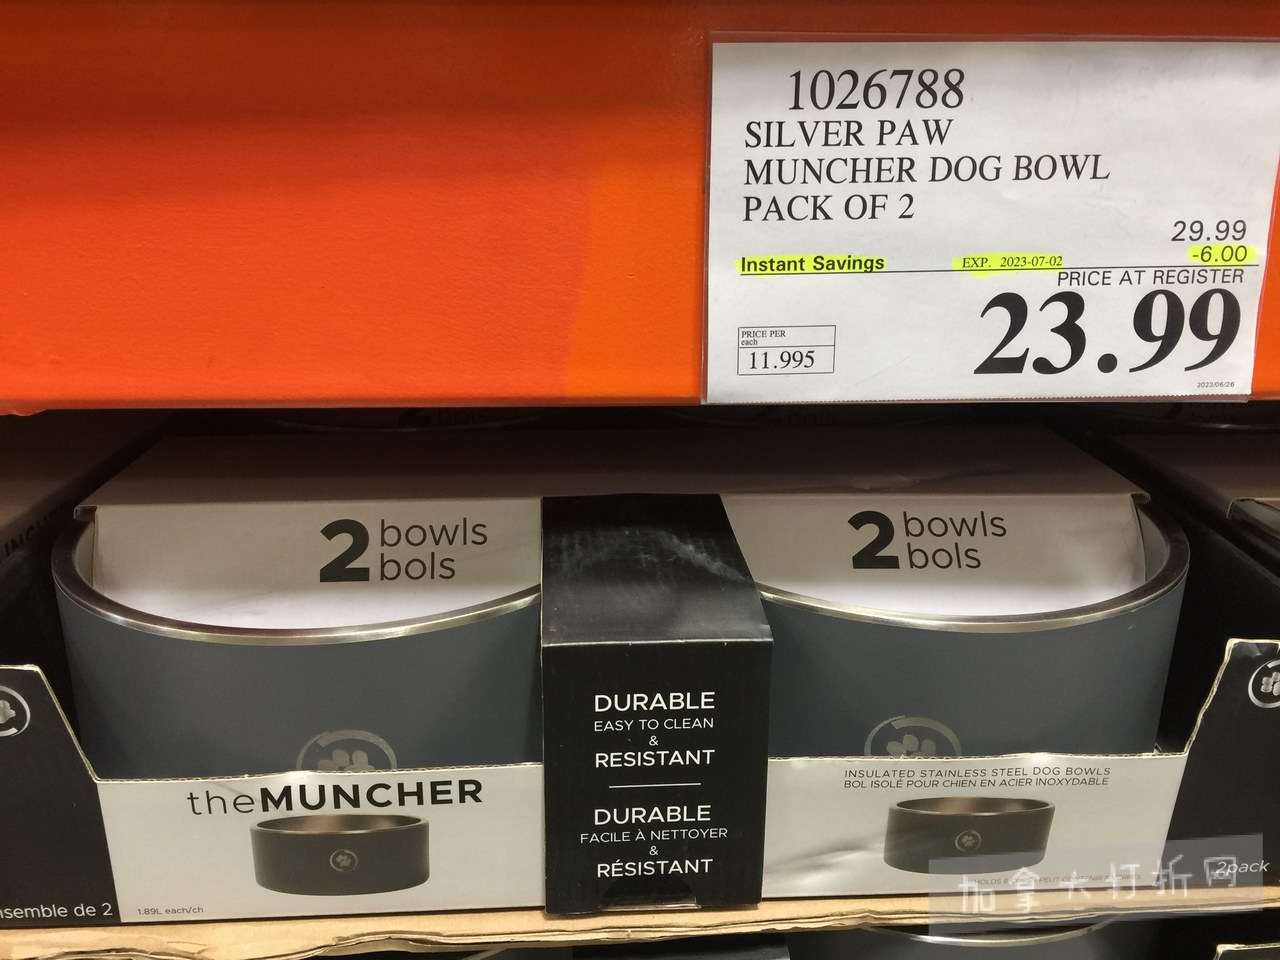 1026788
SILVER PAW
MUNCHER DOG BOWL
PACK OF 2
29.99
Instant Savings EXP. 2023-07-02 -6.00
PRICE AT REGISTER
23.99
PRICE PER
each
11.995
2023/06/26
2 bowls
bols
2 bowls
bols
DURABLE
EASY TO CLEAN
&
RESISTANT
DURABLE
FACILE À NETTOYER
&
RÉSISTANT
theMUNCHER
1.89L each/ch
INSULATED STAINLESS STEEL DOG BOWLS
BOL ISOLÉ POUR CHIEN EN ACIER INOXYDABLE
2pack
semble de 2
加拿大打折网